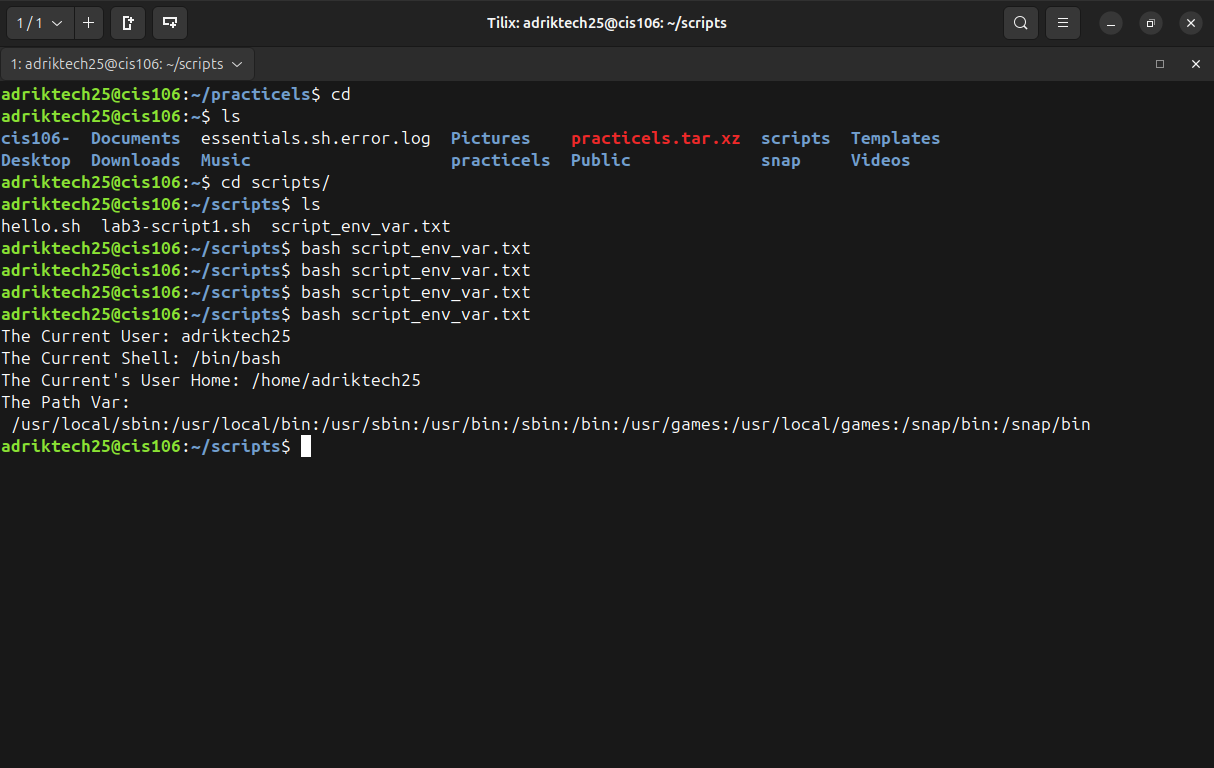 1 / 1
Tilix: adriktech25@cis106: ~/scripts
1: adriktech25@cis106: ~/scripts
adriktech25@cis106:~/practicels$ cd
adriktech25@cis106:~$ ls
cis106-  Documents  essentials.sh.error.log  Pictures    practicels.tar.xz  scripts  Templates
Desktop  Downloads  Music                    practicels  Public             snap     Videos
adriktech25@cis106:~$ cd scripts/
adriktech25@cis106:~/scripts$ ls
hello.sh  lab3-script1.sh  script_env_var.txt
adriktech25@cis106:~/scripts$ bash script_env_var.txt
adriktech25@cis106:~/scripts$ bash script_env_var.txt
adriktech25@cis106:~/scripts$ bash script_env_var.txt
adriktech25@cis106:~/scripts$ bash script_env_var.txt
The Current User: adriktech25
The Current Shell: /bin/bash
The Current's User Home: /home/adriktech25
The Path Var:
 /usr/local/sbin:/usr/local/bin:/usr/sbin:/usr/bin:/sbin:/bin:/usr/games:/usr/local/games:/snap/bin:/snap/bin
adriktech25@cis106:~/scripts$